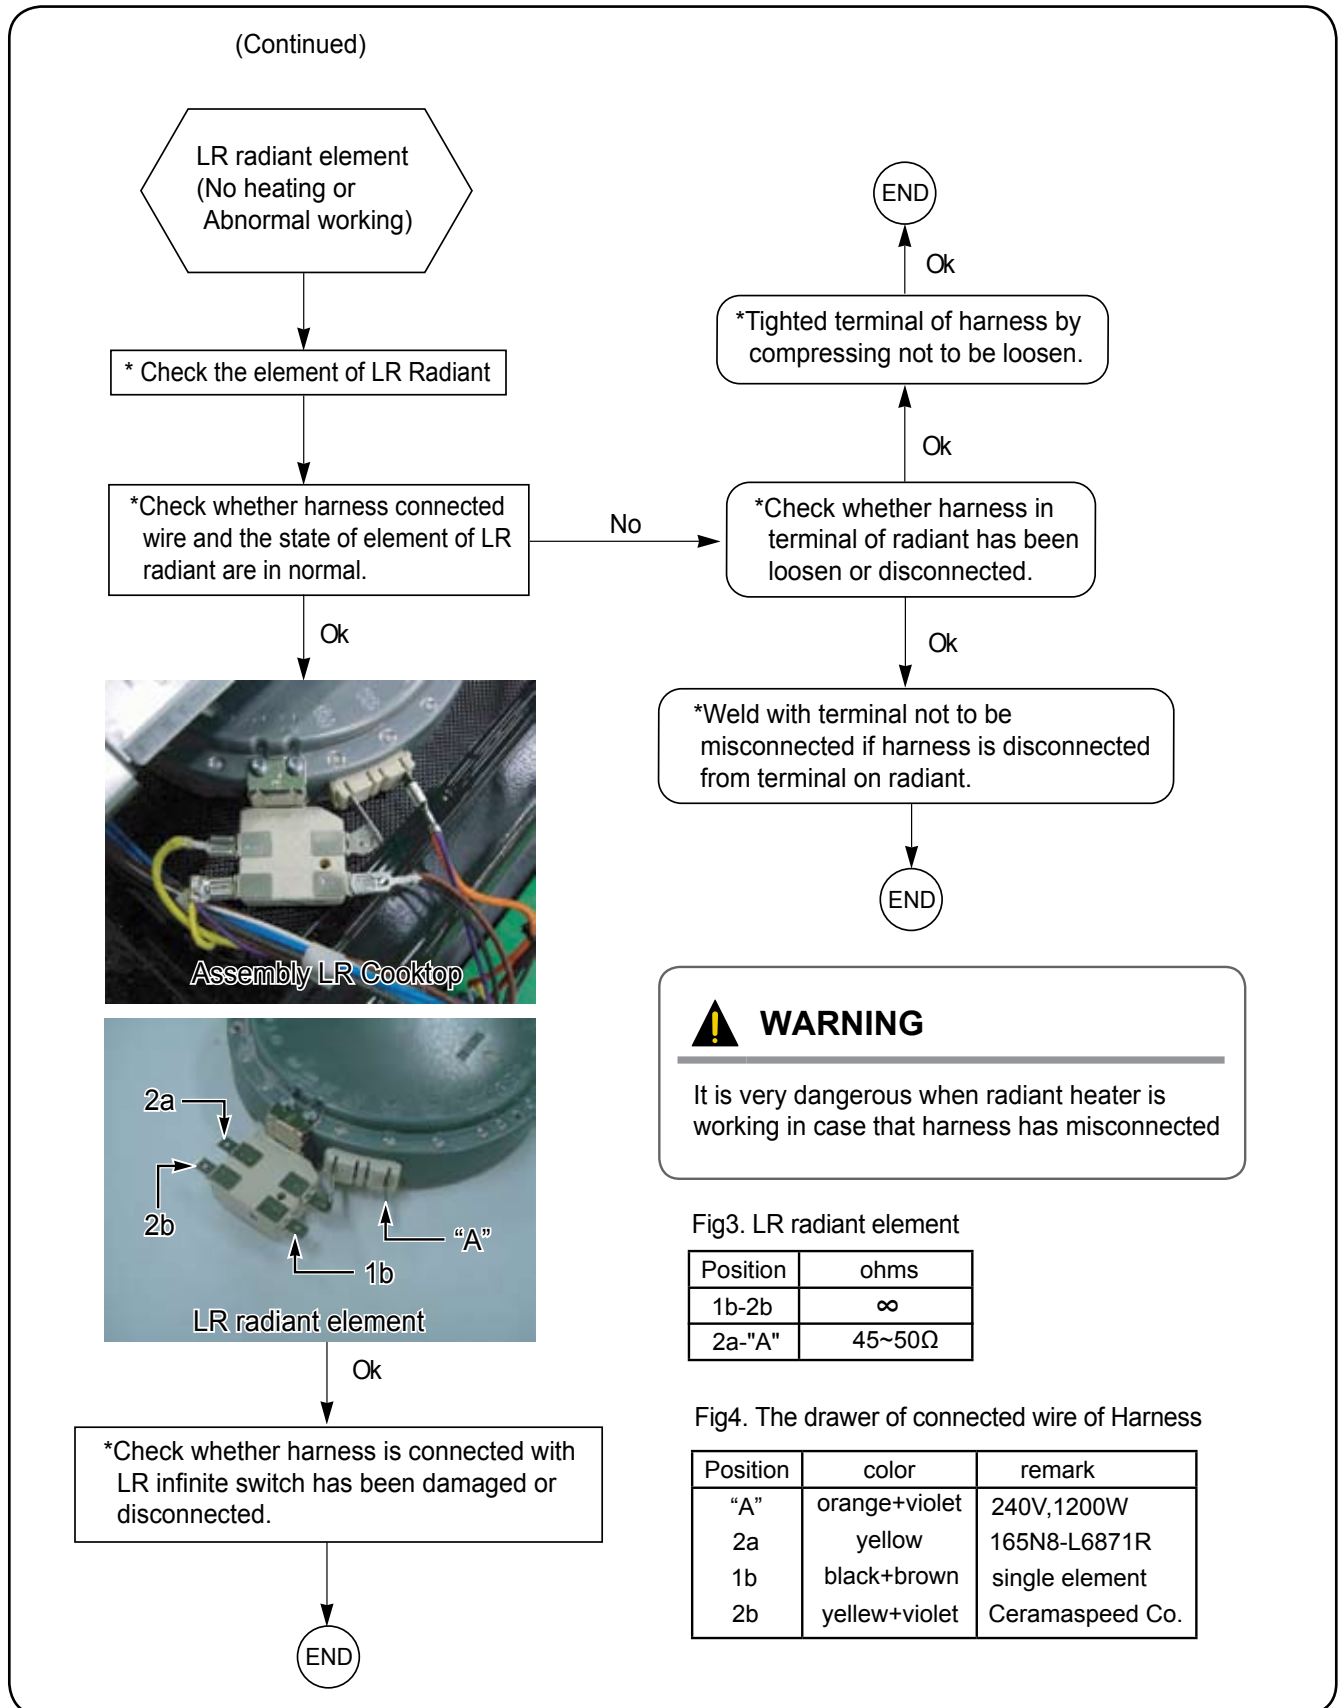 (Continued)
LR radiant element
(No heating or
Abnormal working)
* Check the element of LR Radiant
*Check whether harness connected
wire and the state of element of LR
radiant are in normal.
No
Ok
Assembly LR Cooktop
2a
2b
"A"
1b
LR radiant element
Ok
*Check whether harness is connected with
LR infinite switch has been damaged or
disconnected.
END
END
Ok
*Tighted terminal of harness by
compressing not to be loosen.
Ok
*Check whether harness in
terminal of radiant has been
loosen or disconnected.
Ok
*Weld with terminal not to be
misconnected if harness is disconnected
from terminal on radiant.
END
WARNING
It is very dangerous when radiant heater is
working in case that harness has misconnected
Fig3. LR radiant element
Position ohms
1b-2b ∞
2a-"A" 45~50Ω
Fig4. The drawer of connected wire of Harness
Position color remark
“A” orange+violet 240V,1200W
2a yellow 165N8-L6871R
1b black+brown single element
2b yellew+violet Ceramaspeed Co.